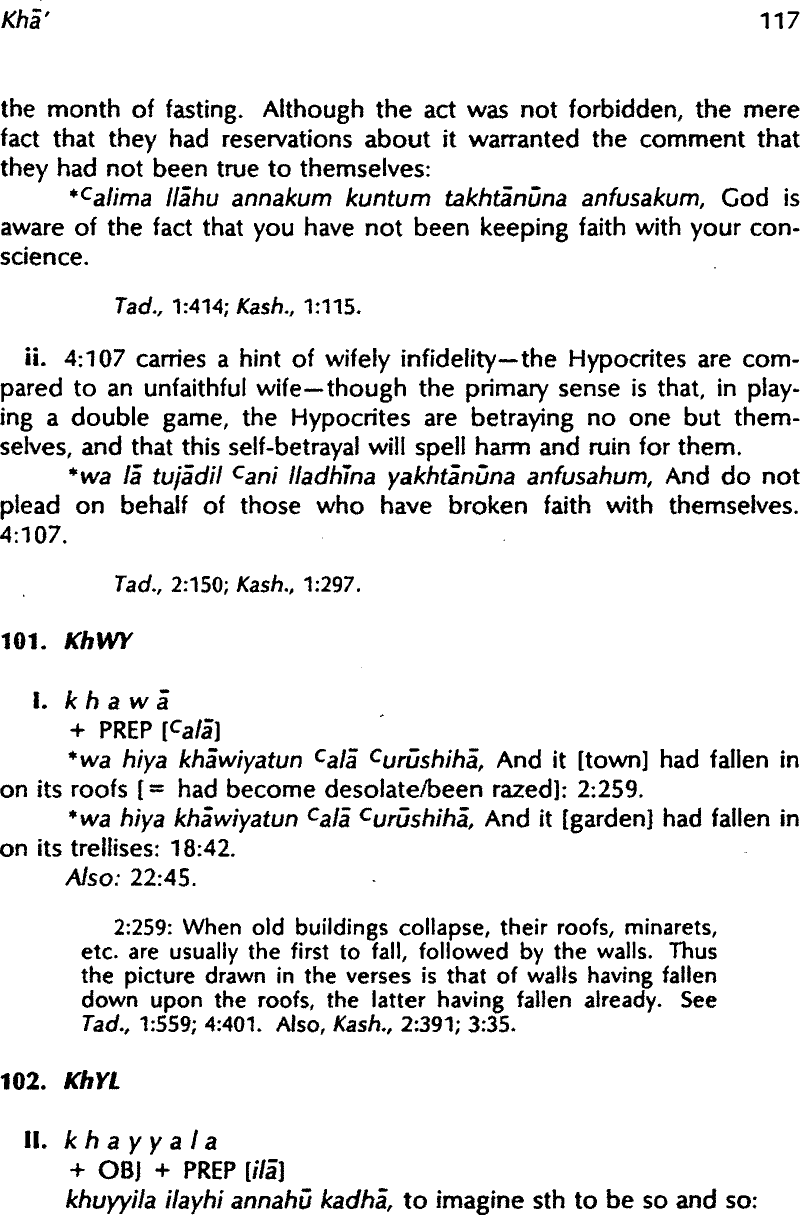 Khā’ 117
the month of fasting. Although the act was not forbidden, the mere
fact that they had reservations about it warranted the comment that
they had not been true to themselves:
*ᶜalima llāhu annakum kuntum takhtānūna anfusakum, God is
aware of the fact that you have not been keeping faith with your con-
science.
Tad., 1:414; Kash., 1:115.
ii. 4:107 carries a hint of wifely infidelity—the Hypocrites are com-
pared to an unfaithful wife—though the primary sense is that, in play-
ing a double game, the Hypocrites are betraying no one but them-
selves, and that this self-betrayal will spell harm and ruin for them.
*wa lā tujādil ᶜani lladhīna yakhtānūna anfusahum, And do not
plead on behalf of those who have broken faith with themselves.
4:107.
Tad., 2:150; Kash., 1:297.
101. KhWY
I. k h a w ā
+ PREP [ᶜalā]
*wa hiya khāwiyatun ᶜalā ᶜurūshihā, And it [town] had fallen in
on its roofs [= had become desolate/been razed]: 2:259.
*wa hiya khāwiyatun ᶜalā ᶜurūshihā, And it [garden] had fallen in
on its trellises: 18:42.
Also: 22:45.
2:259: When old buildings collapse, their roofs, minarets,
etc. are usually the first to fall, followed by the walls. Thus
the picture drawn in the verses is that of walls having fallen
down upon the roofs, the latter having fallen already. See
Tad., 1:559; 4:401. Also, Kash., 2:391; 3:35.
102. KhYL
II. k h a y y a l a
+ OBJ + PREP [ilā]
khuyyila ilayhi annahū kadhā, to imagine sth to be so and so: